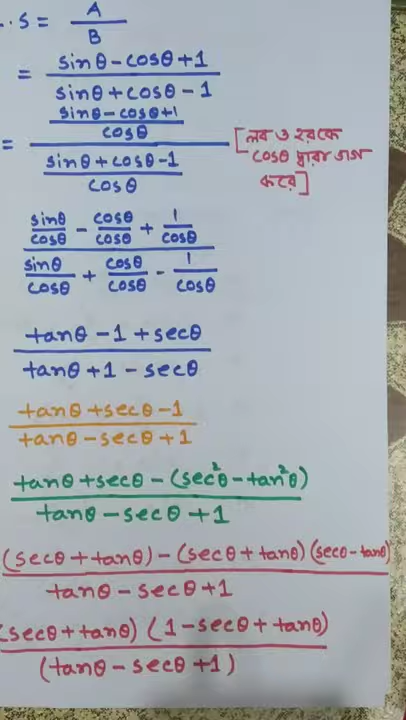 . S = A/B
= (sinθ - cosθ + 1)/(sinθ + cosθ - 1)
= ((sinθ - cosθ + 1)/cosθ)/((sinθ + cosθ - 1)/cosθ) [লব ও হরকে cosθ দ্বারা ভাগ করে]
(sinθ/cosθ - cosθ/cosθ + 1/cosθ)/(sinθ/cosθ + cosθ/cosθ - 1/cosθ)
(tanθ - 1 + secθ)/(tanθ + 1 - secθ)
(tanθ + secθ - 1)/(tanθ - secθ + 1)
(tanθ + secθ - (sec²θ - tan²θ))/(tanθ - secθ + 1)
((secθ + tanθ) - (secθ + tanθ)(secθ - tanθ))/(tanθ - secθ + 1)
((secθ + tanθ)(1 - secθ + tanθ))/((tanθ - secθ + 1))